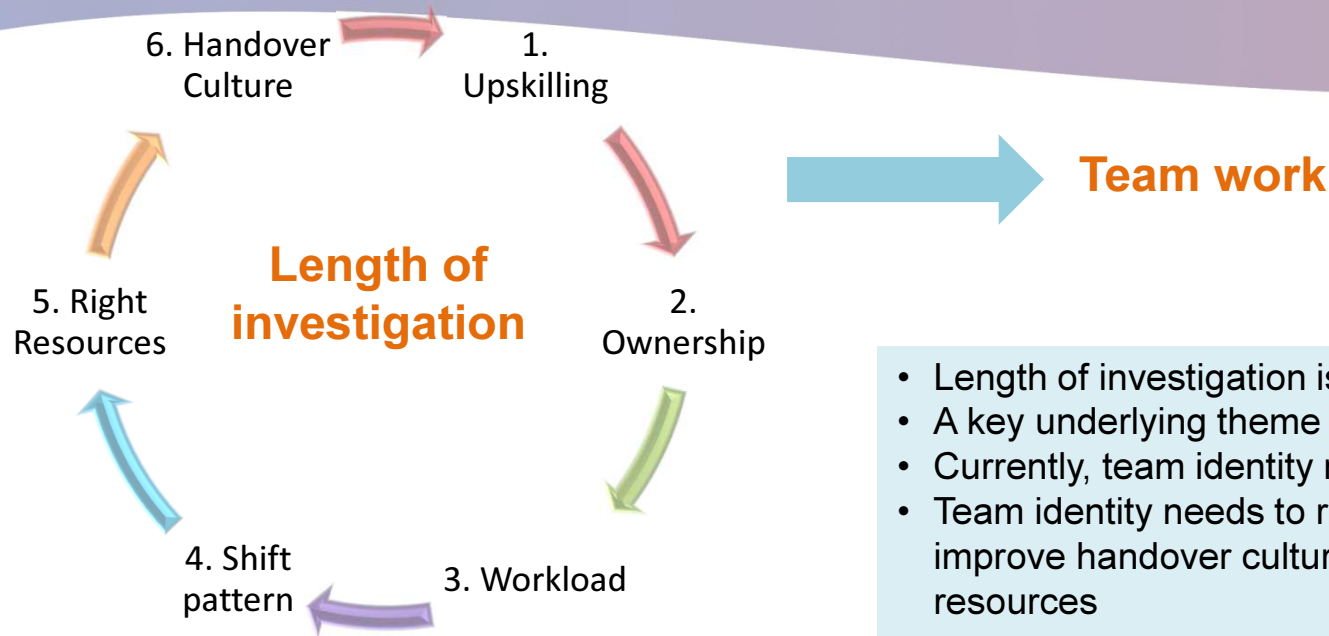 6. Handover
Culture
1.
Upskilling
Team work
Length of
investigation
5. Right
Resources
2.
Ownership
• Length of investigation is
• A key underlying theme
• Currently, team identity
• Team identity needs to
improve handover
resources
4. Shift
pattern
3. Workload